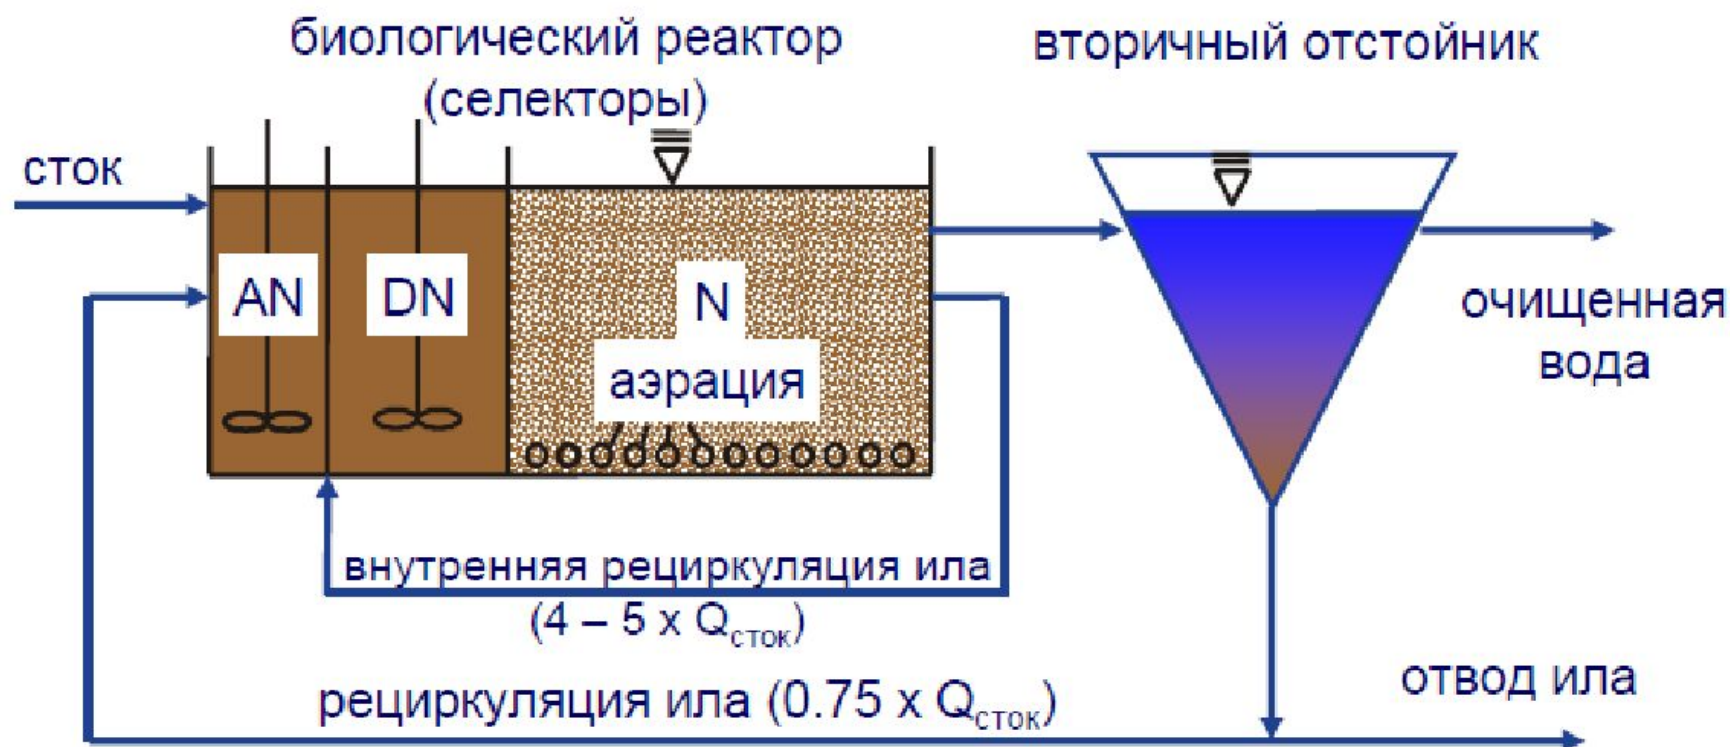 биологический реактор
(селекторы)
вторичный отстойник
сток
AN
DN
N
аэрация
очищенная
вода
внутренняя рециркуляция ила
(4 – 5 x Qсток)
рециркуляция ила (0.75 x Qсток)
отвод ила